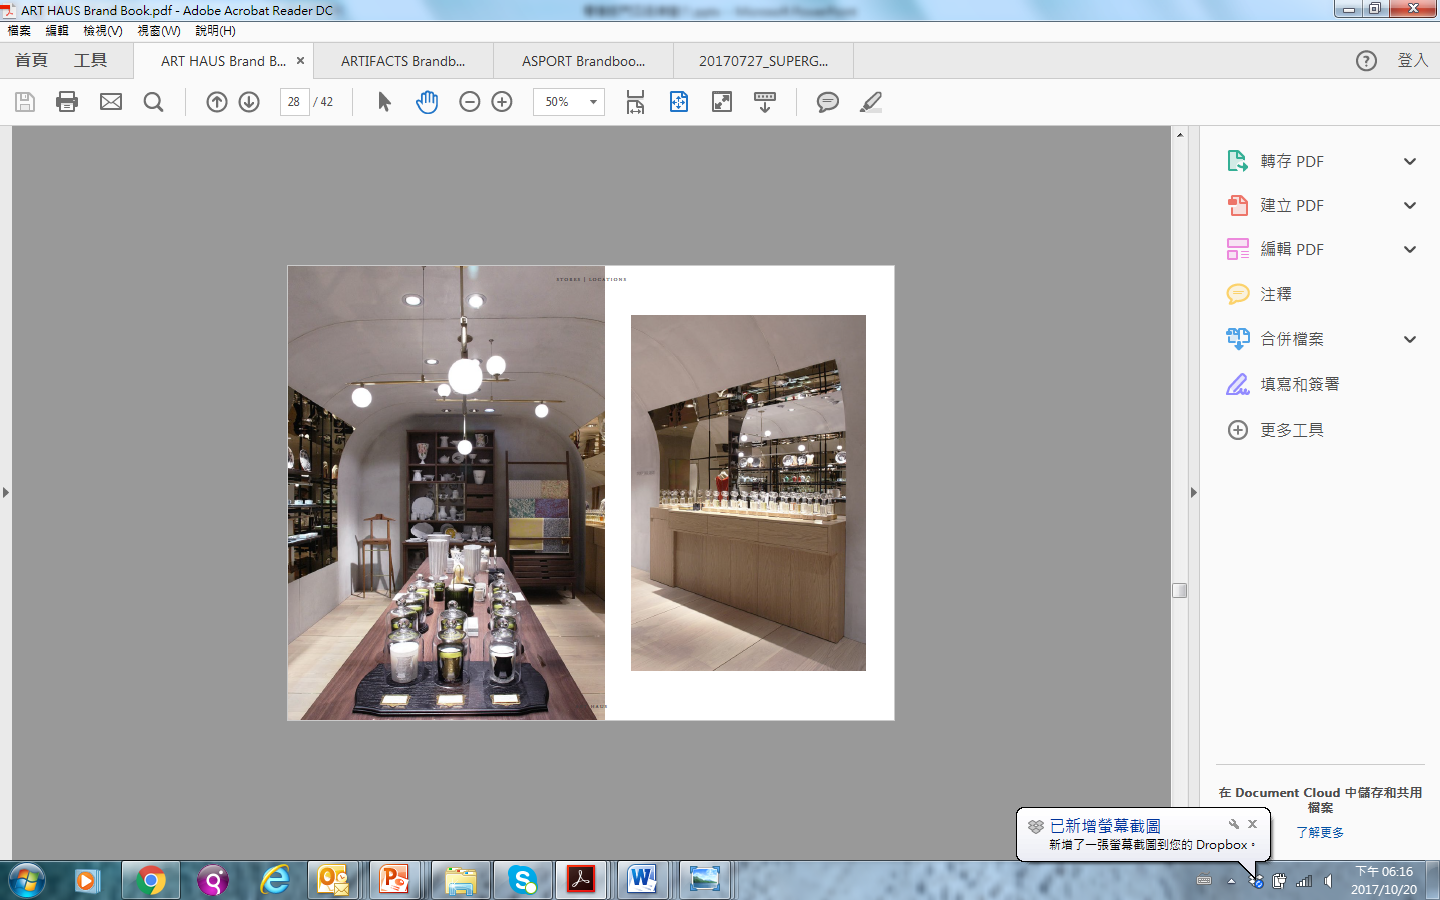 ART HAUS Brand Book.pdf - Adobe Acrobat Reader DC
檔案 編輯 檢視(V) 視窗(W) 說明(H)
首頁 工具 ART HAUS Brand B... × ARTIFACTS Brandb... ASPORT Brandboo... 20170727_SUPERG... 登入
28 / 42 50%
轉存 PDF
建立 PDF
編輯 PDF
注釋
合併檔案
填寫和簽署
更多工具
STORES | LOCATIONS
在 Document Cloud 中儲存和共用
檔案
了解更多
已新增螢幕截圖
新增了一張螢幕截圖到您的 Dropbox。
下午 06:16
2017/10/20